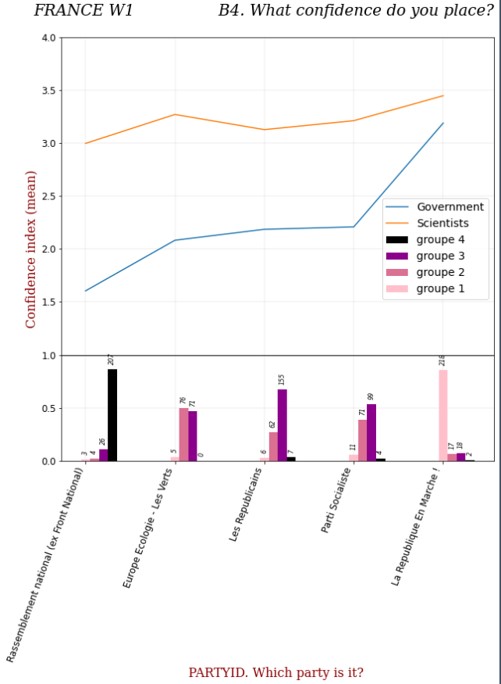 FRANCE W1
B4. What confidence do you place?
4.0
3.5
3.0
2.5
2.0
1.5
1.0
0.5
0.0
Confidence index (mean)
Government
Scientists
groupe 4
groupe 3
groupe 2
groupe 1
3 4 26 207
5 76 71 0
6 62 155 7
11 71 99 4
218 17 18 2
Rassemblement national (ex Front National)
Europe Ecologie - Les Verts
Les Republicains
Parti Socialiste
La Republique En Marche !
PARTYID. Which party is it?